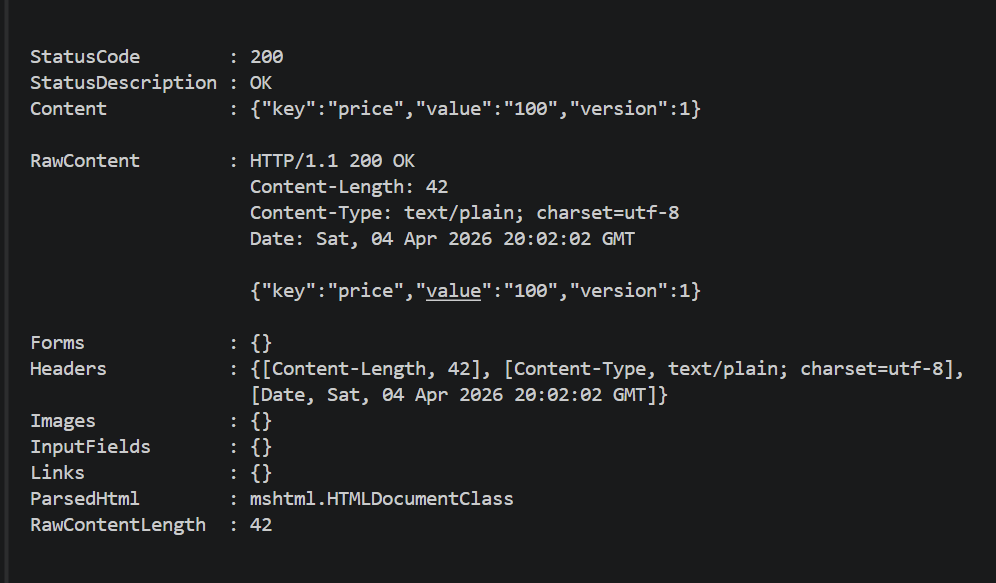 StatusCode        : 200
StatusDescription : OK
Content           : {"key":"price","value":"100","version":1}

RawContent        : HTTP/1.1 200 OK
                    Content-Length: 42
                    Content-Type: text/plain; charset=utf-8
                    Date: Sat, 04 Apr 2026 20:02:02 GMT

                    {"key":"price","value":"100","version":1}

Forms             : {}
Headers           : {[Content-Length, 42], [Content-Type, text/plain; charset=utf-8],
                    [Date, Sat, 04 Apr 2026 20:02:02 GMT]}
Images            : {}
InputFields       : {}
Links             : {}
ParsedHtml        : mshtml.HTMLDocumentClass
RawContentLength  : 42